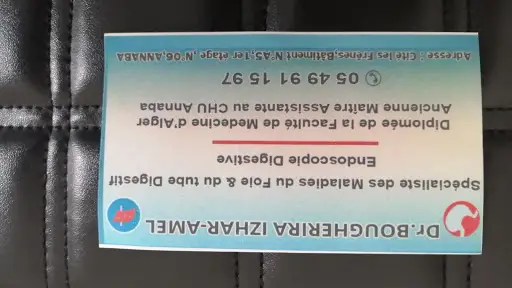 Dr.BOUGHERIRA IZHAR-AMEL
Spécialiste des Maladies du Foie & du tube Digestif
Endoscopie Digestive
Diplomée de la Faculté de Medecine d'Alger
Ancienne Maître Assistante au CHU Annaba
05 49 91 15 97
Adresse : Cité les Frênes,Bâtiment N°A5,1er étage, N°06,ANNABA